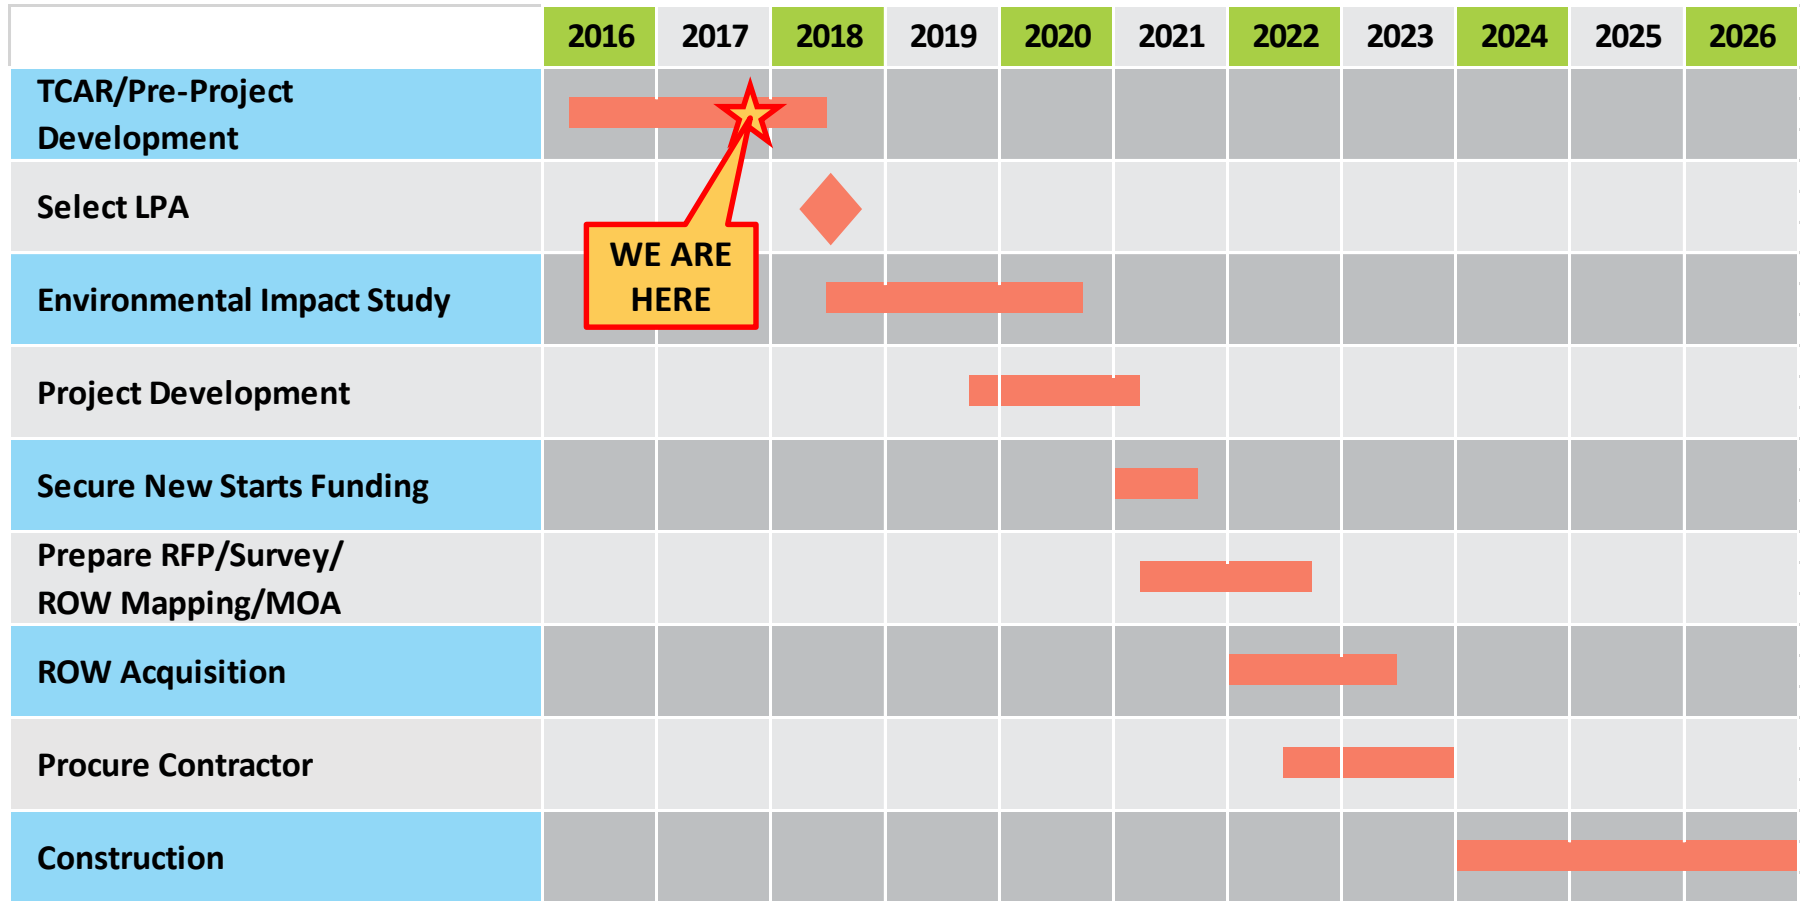 2016 2017 2018 2019 2020 2021 2022 2023 2024 2025 2026
TCAR/Pre-Project
Development
Select LPA
WE ARE
HERE
Environmental Impact Study
Project Development
Secure New Starts Funding
Prepare RFP/Survey/
ROW Mapping/MOA
ROW Acquisition
Procure Contractor
Construction